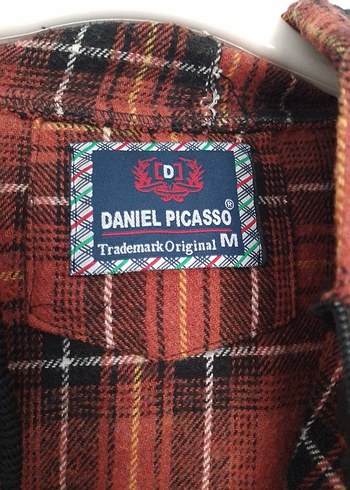 D
DANIEL PICASSO®
Trademark Original M